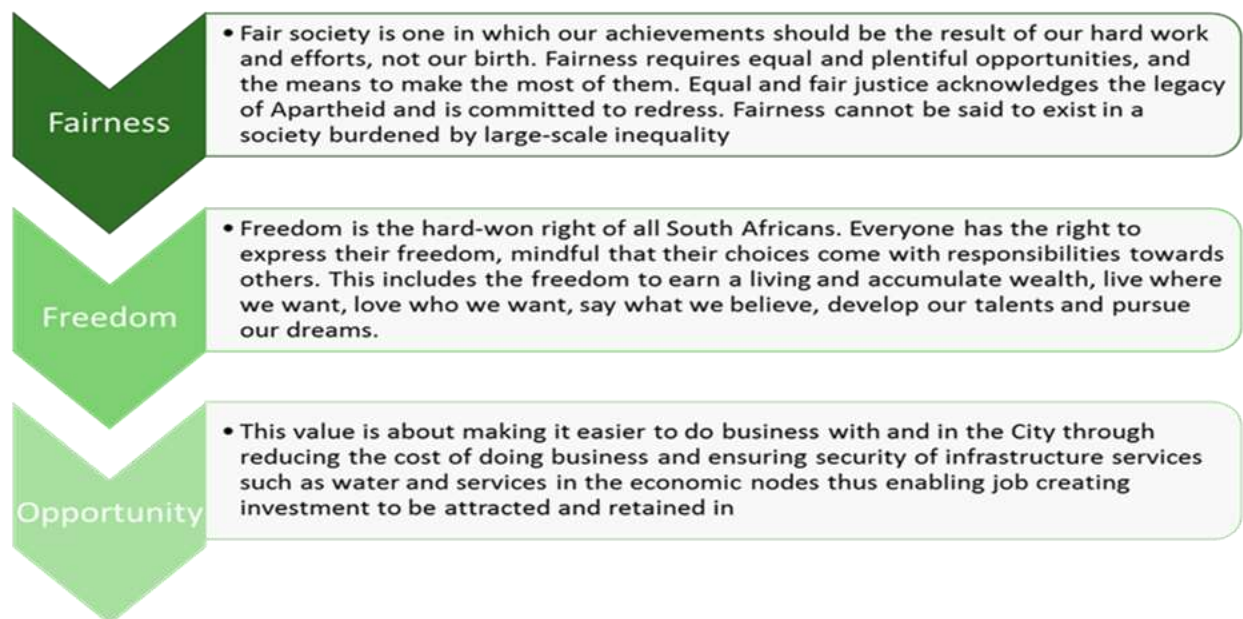 Fairness
• Fair society is one in which our achievements should be the result of our hard work
and efforts, not our birth. Fairness requires equal and plentiful opportunities, and
the means to make the most of them. Equal and fair justice acknowledges the legacy
of Apartheid and is committed to redress. Fairness cannot be said to exist in a
society burdened by large-scale inequality
Freedom
• Freedom is the hard-won right of all South Africans. Everyone has the right to
express their freedom, mindful that their choices come with responsibilities towards
others. This includes the freedom to earn a living and accumulate wealth, live where
we want, love who we want, say what we believe, develop our talents and pursue
our dreams.
Opportunity
• This value is about making it easier to do business with and in the City through
reducing the cost of doing business and ensuring security of infrastructure services
such as water and services in the economic nodes thus enabling job creating
investment to be attracted and retained in